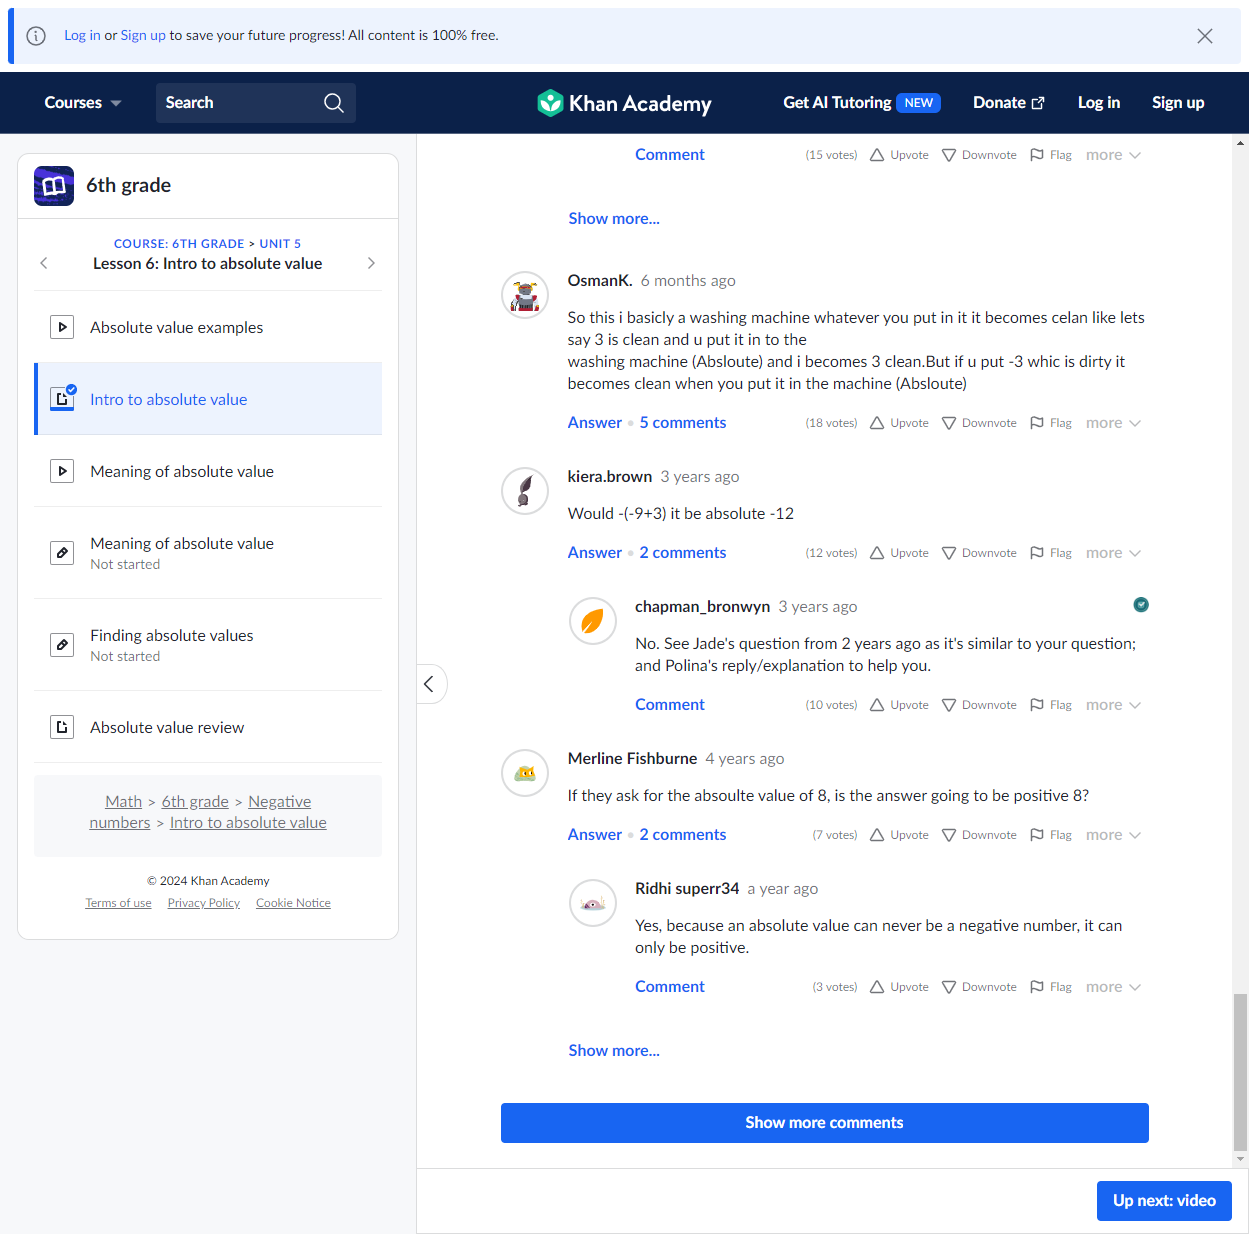 Log in or Sign up to save your future progress! All content is 100% free.
Courses
Search
Khan Academy
Get AI Tutoring NEW
Donate
Log in
Sign up
6th grade
COURSE: 6TH GRADE > UNIT 5
Lesson 6: Intro to absolute value
Absolute value examples
Intro to absolute value
Meaning of absolute value
Meaning of absolute value
Not started
Finding absolute values
Not started
Absolute value review
Math > 6th grade > Negative
numbers > Intro to absolute value
© 2024 Khan Academy
Terms of use Privacy Policy Cookie Notice
Comment (15 votes) Upvote Downvote Flag more
Show more...
OsmanK. 6 months ago
So this i basicly a washing machine whatever you put in it it becomes celan like lets
say 3 is clean and u put it in to the
washing machine (Absloute) and i becomes 3 clean.But if u put -3 whic is dirty it
becomes clean when you put it in the machine (Absloute)
Answer • 5 comments (18 votes) Upvote Downvote Flag more
kiera.brown 3 years ago
Would -(-9+3) it be absolute -12
Answer • 2 comments (12 votes) Upvote Downvote Flag more
chapman_bronwyn 3 years ago
No. See Jade's question from 2 years ago as it's similar to your question;
and Polina's reply/explanation to help you.
Comment (10 votes) Upvote Downvote Flag more
Merline Fishburne 4 years ago
If they ask for the absoulte value of 8, is the answer going to be positive 8?
Answer • 2 comments (7 votes) Upvote Downvote Flag more
Ridhi superr34 a year ago
Yes, because an absolute value can never be a negative number, it can
only be positive.
Comment (3 votes) Upvote Downvote Flag more
Show more...
Show more comments
Up next: video